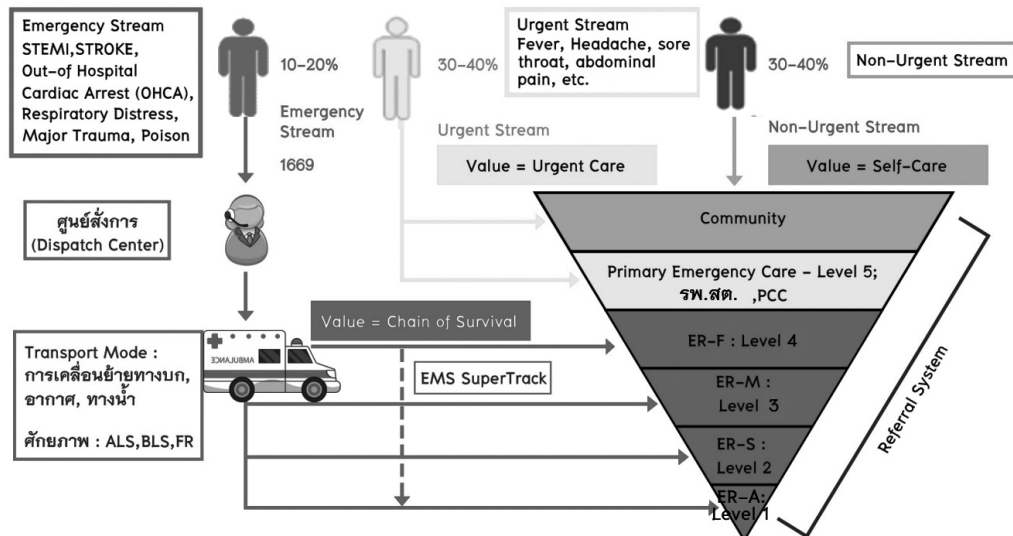 Emergency Stream
STEMI,STROKE,
Out-of Hospital
Cardiac Arrest (OHCA),
Respiratory Distress,
Major Trauma, Poison
10-20%
Emergency
Stream
1669
30-40%
Urgent Stream
Fever, Headache, sore
throat, abdominal
pain, etc.
30-40%
Non-Urgent Stream
Urgent Stream
Value = Urgent Care
Non-Urgent Stream
Value = Self-Care
ศูนย์สั่งการ
(Dispatch Center)
Community
Primary Emergency Care - Level 5;
รพ.สต. ,PCC
Value = Chain of Survival
ER-F : Level 4
EMS SuperTrack
ER-M :
Level 3
ER-S :
Level 2
ER-A:
Level 1
Referral System
AMBULANCE
Transport Mode :
การเคลื่อนย้ายทางบก,
อากาศ, ทางน้ำ
ศักยภาพ : ALS,BLS,FR